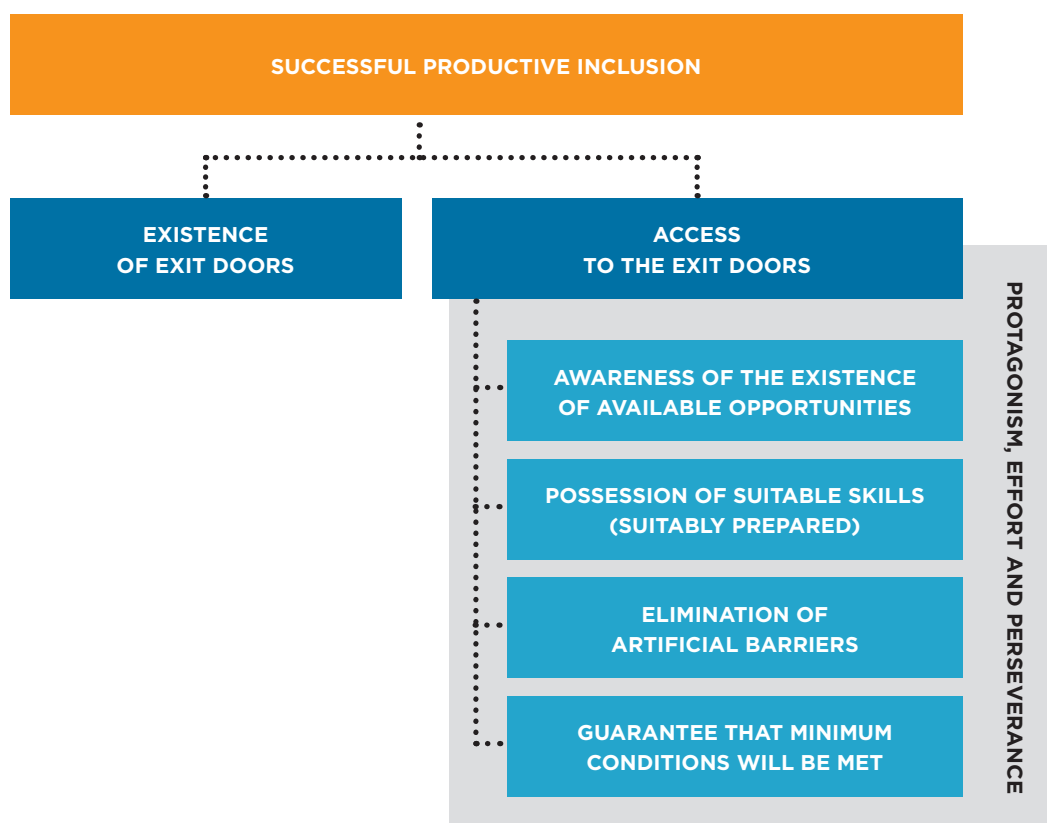 SUCCESSFUL PRODUCTIVE INCLUSION
EXISTENCE
OF EXIT DOORS
ACCESS
TO THE EXIT DOORS
AWARENESS OF THE EXISTENCE
OF AVAILABLE OPPORTUNITIES
POSSESSION OF SUITABLE SKILLS
(SUITABLY PREPARED)
ELIMINATION OF
ARTIFICIAL BARRIERS
GUARANTEE THAT MINIMUM
CONDITIONS WILL BE MET
PROTAGONISM, EFFORT AND PERSEVERANCE